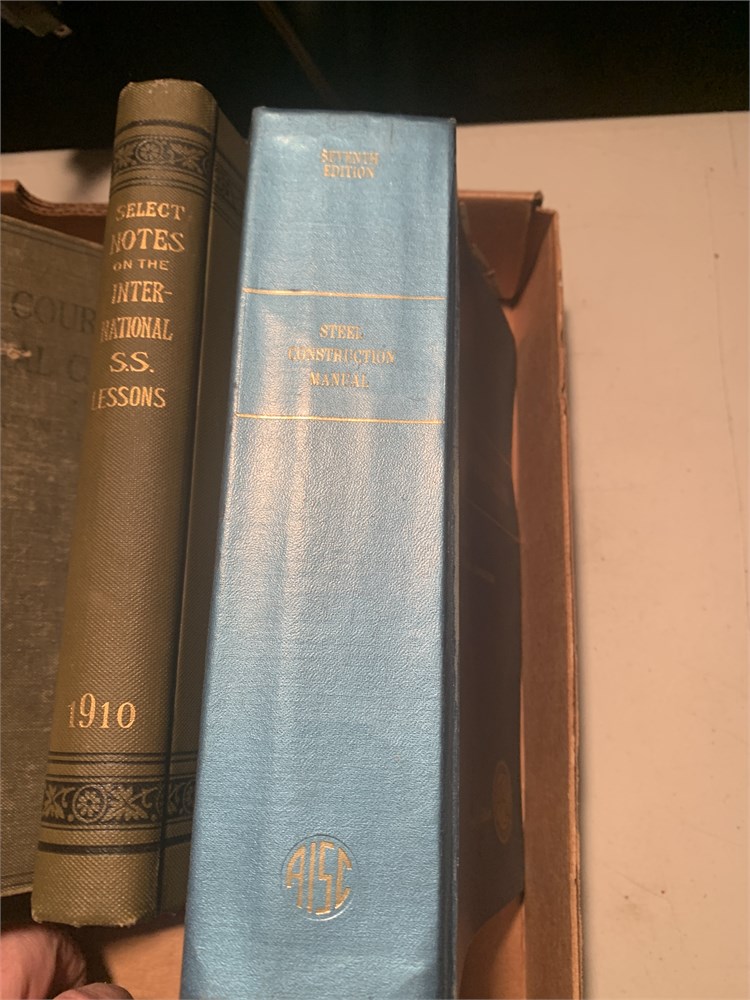 SELECT
NOTES
ON THE
INTER-
NATIONAL
S.S.
LESSONS
1910
SEVENTH
EDITION
STEEL
CONSTRUCTION
MANUAL
AISC